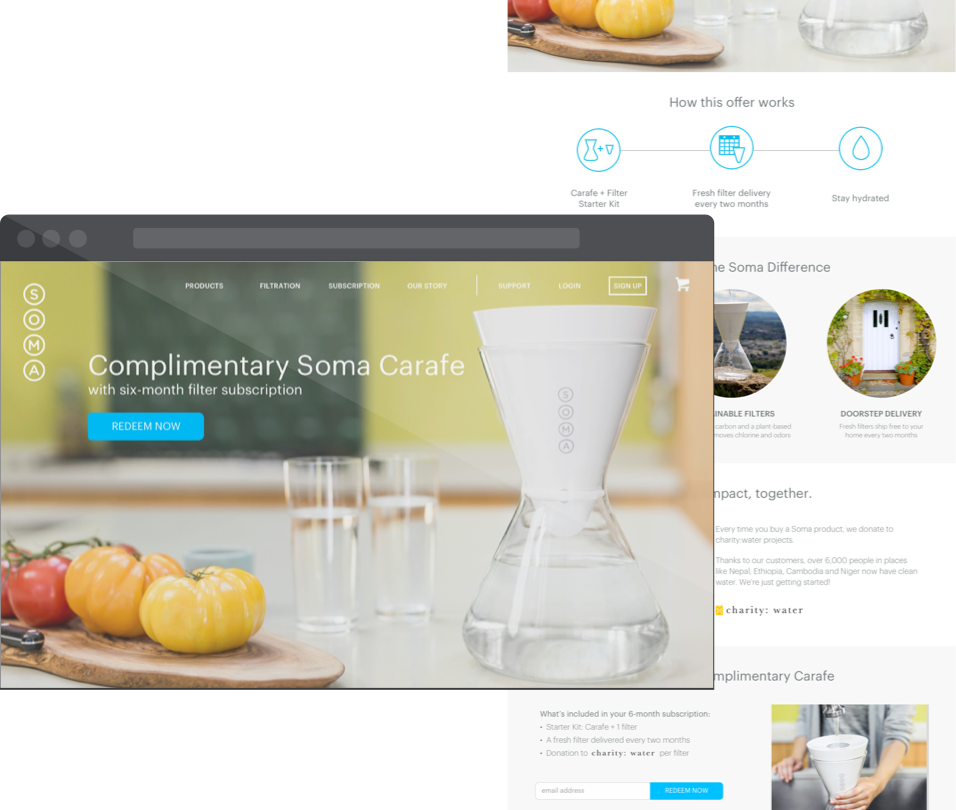 How this offer works
Carafe + Filter
Starter Kit
Fresh filter delivery
every two months
Stay hydrated
PRODUCTS
FILTRATION
SUBSCRIPTION
OUR STORY
SUPPORT
LOGIN
SIGN UP
SOMA
Complimentary Soma Carafe
with six-month filter subscription
REDEEM NOW
SOMA
Soma Difference
FILTERS
carbon and a plant-based
chlorine and odors
DOORSTEP DELIVERY
Fresh filters ship free to your
home every two months
together.
Every time you buy a Soma product, we donate to
charity:water projects.
Thanks to our customers, over 6,000 people in places
like Nepal, Ethiopia, Cambodia and Niger now have clean
water. We're just getting started!
charity: water
Carafe
What's included in your 6-month subscription:
• Starter Kit: Carafe + 1 filter
• A fresh filter delivered every two months
• Donation to charity: water per filter
email address
REDEEM NOW